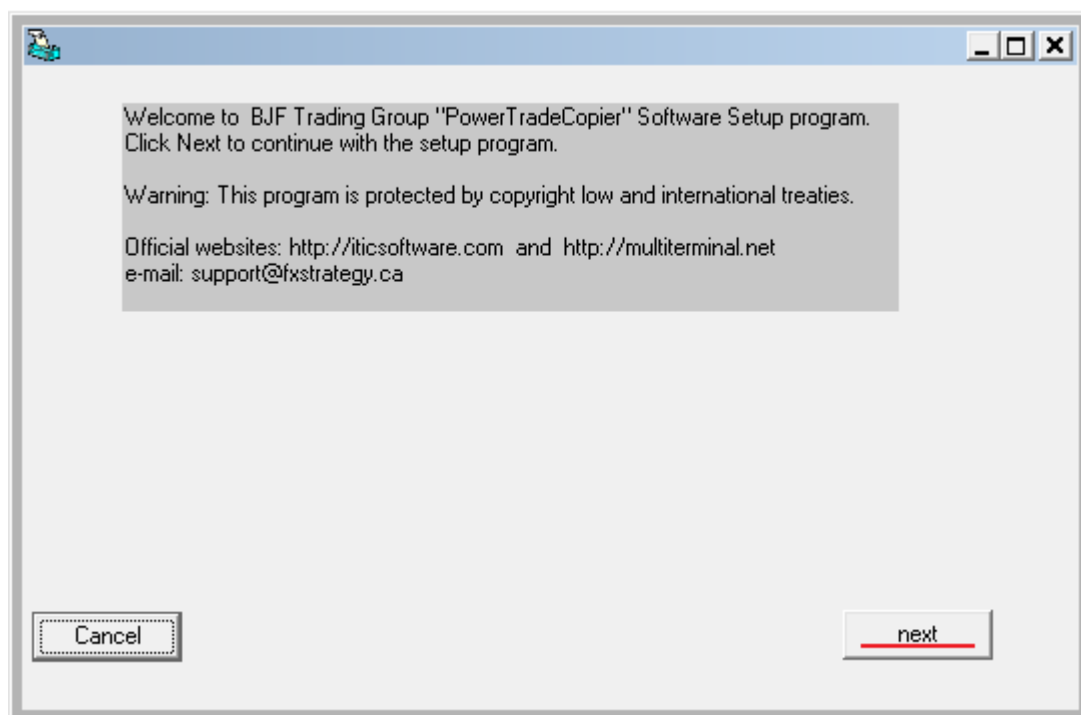 Welcome to  BJF Trading Group "PowerTradeCopier" Software Setup program.
Click Next to continue with the setup program.
Warning: This program is protected by copyright low and international treaties.
Official websites: http://iticsoftware.com  and  http://multiterminal.net
e-mail: support@fxstrategy.ca
Cancel
next